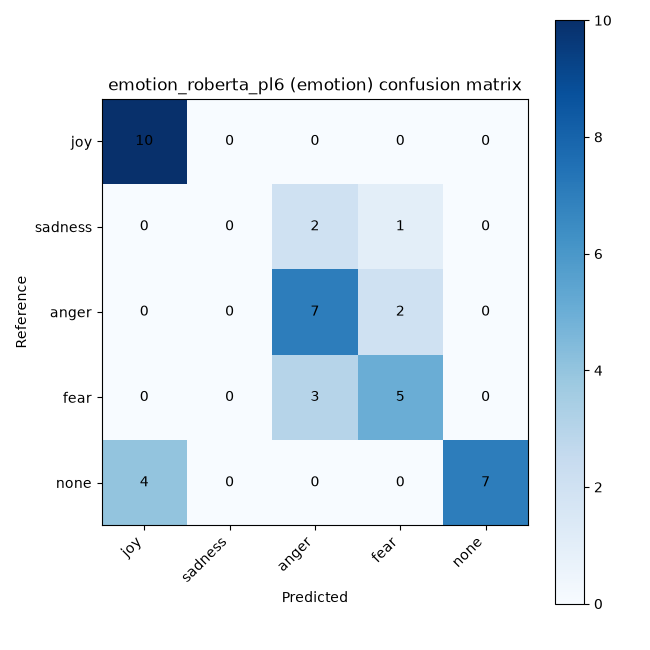 emotion_roberta_pl6 (emotion) confusion matrix
joy 10 0 0 0 0
sadness 0 0 2 1 0
anger 0 0 7 2 0
fear 0 0 3 5 0
none 4 0 0 0 7
joy sadness anger fear none
Predicted
Reference
10
8
6
4
2
0